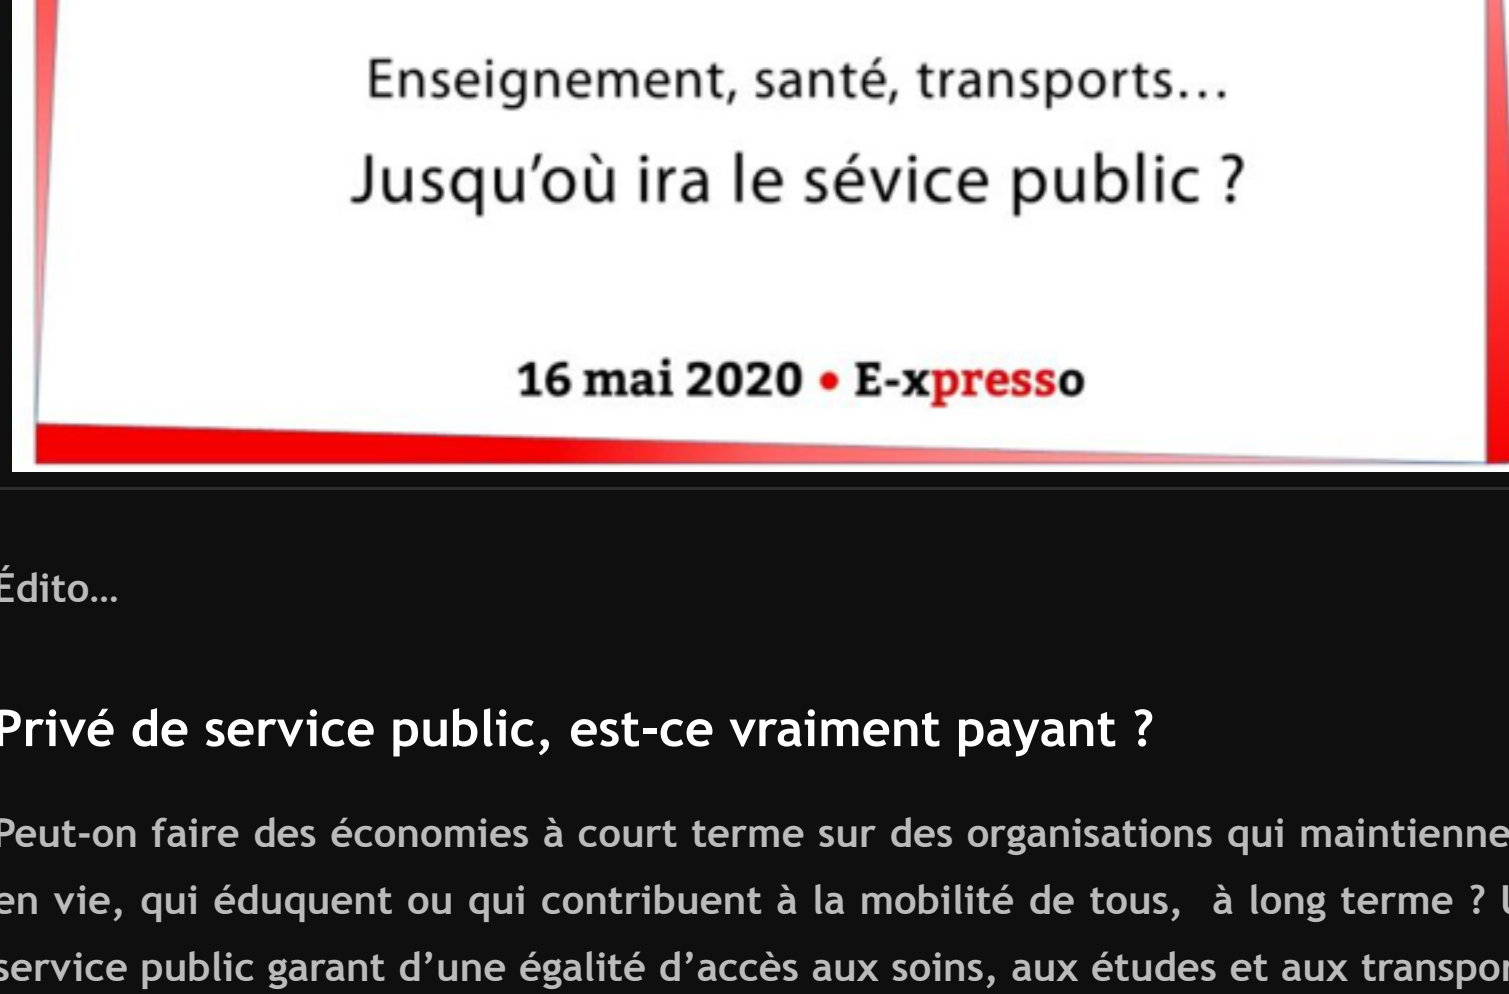 Enseignement, santé, transports…
Jusqu’où ira le sévice public ?
16 mai 2020 • E-xpresso
Édito…
Privé de service public, est-ce vraiment payant ?
Peut-on faire des économies à court terme sur des organisations qui maintienne
en vie, qui éduquent ou qui contribuent à la mobilité de tous,  à long terme ?
service public garant d’une égalité d’accès aux soins, aux études et aux transpor